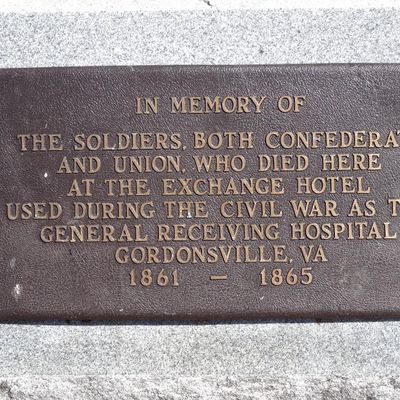 IN MEMORY OF
THE SOLDIERS, BOTH CONFEDERAT
AND UNION, WHO DIED HERE
AT THE EXCHANGE HOTEL
USED DURING THE CIVIL WAR AS T
GENERAL RECEIVING HOSPITAL
GORDONSVILLE, VA
1861 — 1865